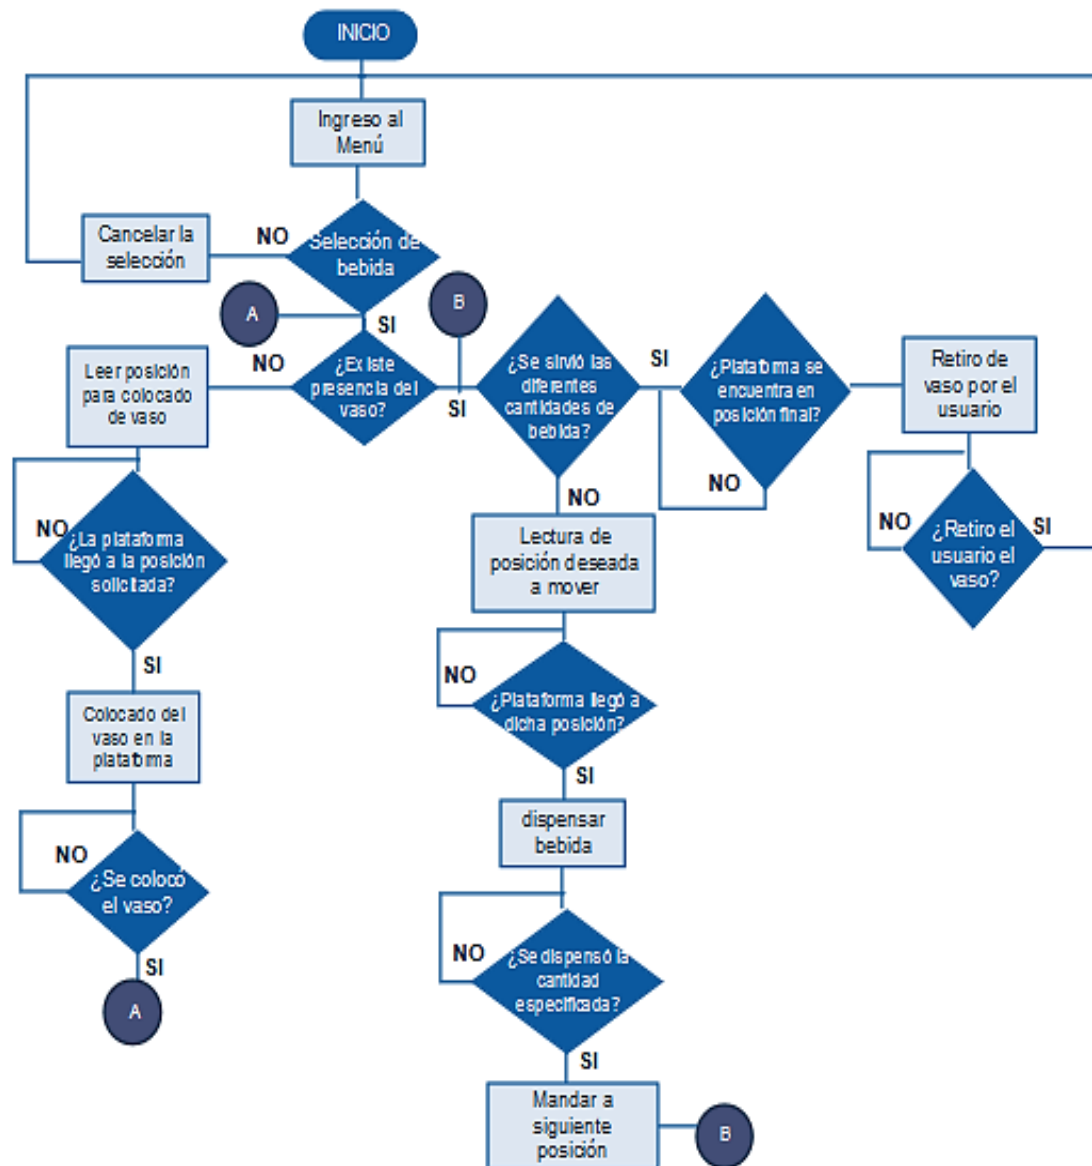 INICIO
Ingreso al
Menú
Cancelar la
selección
NO
Selección de
bebida
A
SI
B
Leer posición
para colocado
de vaso
NO
¿Existe
presencia del
vaso?
SI
¿Se sirvió las
diferentes
cantidades de
bebida?
SI
¿Plataforma se
encuentra en
posición final?
NO
Retiro de
vaso por el
usuario
NO
¿Retiro el
usuario el
vaso?
SI
NO
¿La plataforma
llegó a la posición
solicitada?
SI
Colocado del
vaso en la
plataforma
NO
¿Se colocó
el vaso?
SI
A
NO
Lectura de
posición deseada
a mover
NO
¿Plataforma llegó a
dicha posición?
SI
dispensar
bebida
NO
¿Se dispensó la
cantidad
especificada?
SI
Mandar a
siguiente
posición
B